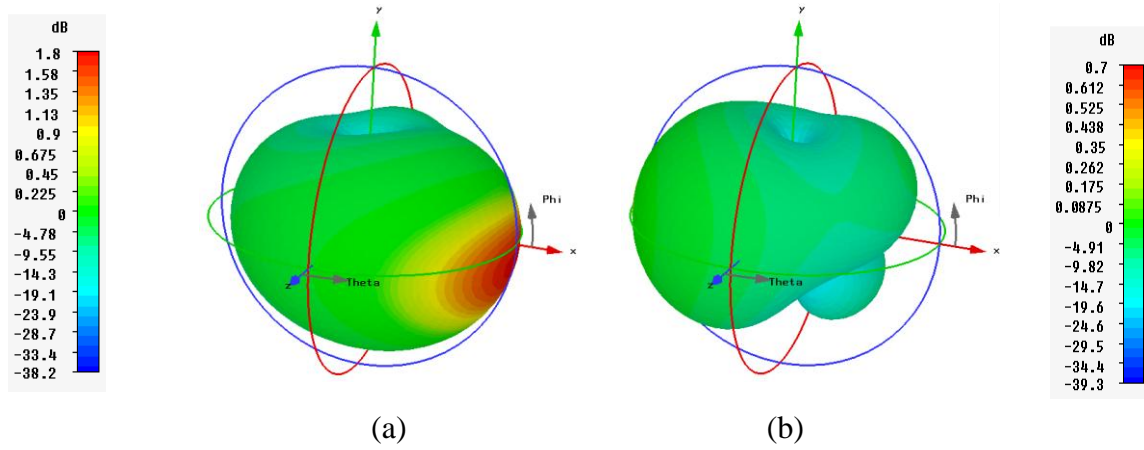 dB
1.8
1.58
1.35
1.13
0.9
0.675
0.45
0.225
0
-4.78
-9.55
-14.3
-19.1
-23.9
-28.7
-33.4
-38.2
y
Phi
x
Theta
z
(a)
y
Phi
x
Theta
z
(b)
dB
0.7
0.612
0.525
0.438
0.35
0.262
0.175
0.0875
0
-4.91
-9.82
-14.7
-19.6
-24.6
-29.5
-34.4
-39.3